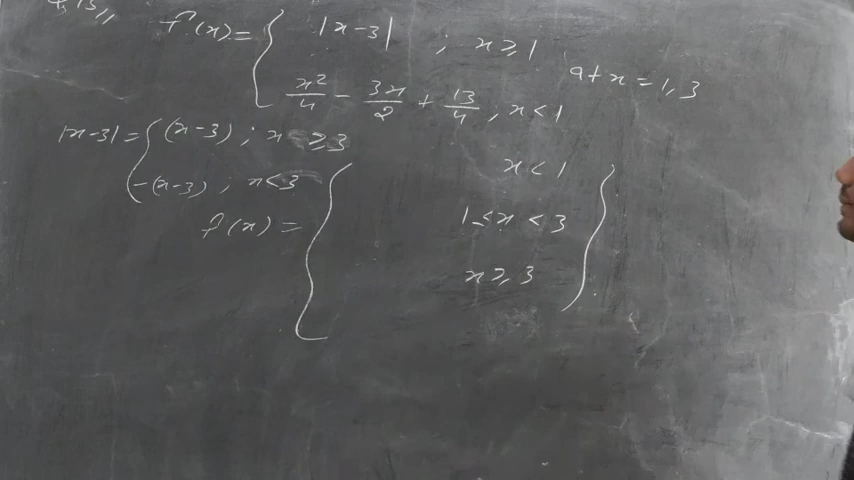 f(x) = { |x-3| ; x ≥ 1
x²/4 - 3x/2 + 13/4 , x < 1 at x = 1, 3
|x-3| = { (x-3) ; x ≥ 3
-(x-3) , x < 3
f(x) = { x < 1
1 ≤ x < 3
x ≥ 3 }